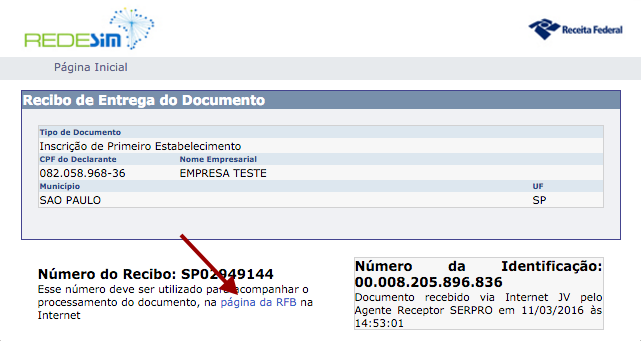 REDESIM
Receita Federal
Página Inicial
Recibo de Entrega do Documento
Tipo de Documento
Inscrição de Primeiro Estabelecimento
CPF do Declarante Nome Empresarial
082.058.968-36 EMPRESA TESTE
Município UF
SAO PAULO SP
Número do Recibo: SP02949144
Esse número deve ser utilizado para acompanhar o
processamento do documento, na página da RFB na
Internet
Número da Identificação:
00.008.205.896.836
Documento recebido via Internet JV pelo
Agente Receptor SERPRO em 11/03/2016 às
14:53:01